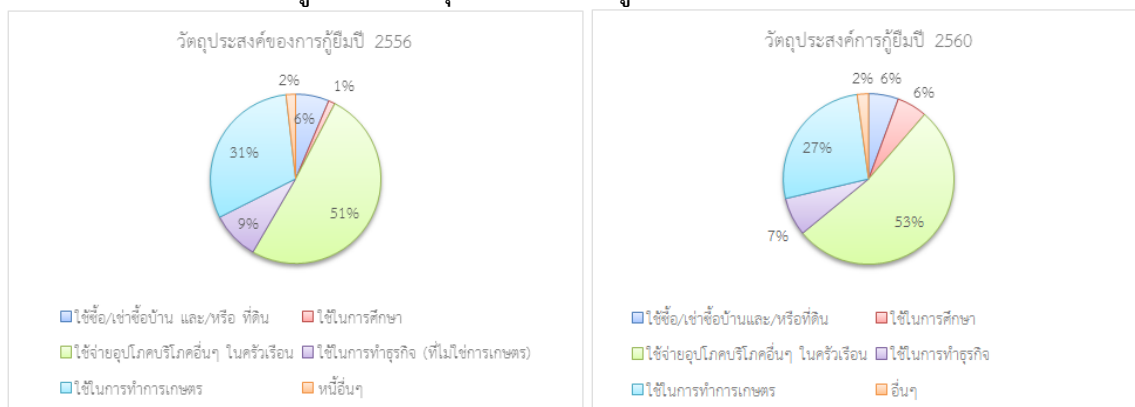 วัตถุประสงค์ของการกู้ยืมปี 2556
2%
1%
6%
31%
51%
9%
ใช้ซื้อ/เช่าซื้อบ้าน และ/หรือ ที่ดิน
ใช้ในการศึกษา
ใช้จ่ายอุปโภคบริโภคอื่นๆ ในครัวเรือน
ใช้ในการทำธุรกิจ (ที่ไม่ใช่การเกษตร)
ใช้ในการทำการเกษตร
หนี้อื่นๆ
วัตถุประสงค์การกู้ยืมปี 2560
2%
6%
6%
27%
53%
7%
ใช้ซื้อ/เช่าซื้อบ้านและ/หรือที่ดิน
ใช้ในการศึกษา
ใช้จ่ายอุปโภคบริโภคอื่นๆ ในครัวเรือน
ใช้ในการทำธุรกิจ
ใช้ในการทำการเกษตร
อื่นๆ